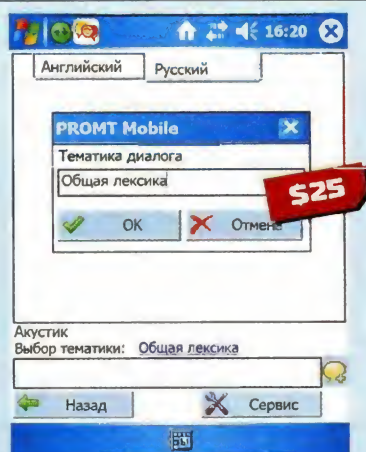 16:20
Английский Русский
PROMT Mobile
Тематика диалога
Общая лексика
$25
ОК Отмена
Акустик
Выбор тематики: Общая лексика
Назад Сервис